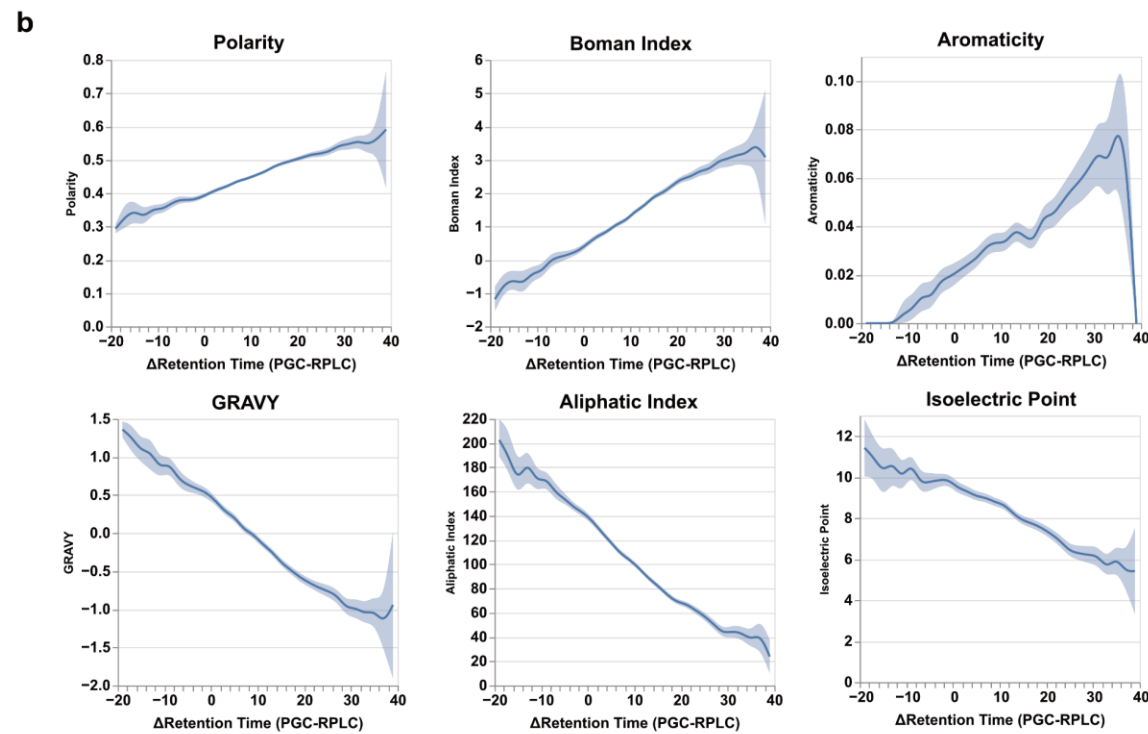 b
Polarity
0.8
0.7
0.6
0.5
0.4
0.3
0.2
0.1
0.0
Polarity
−20 −10 0 10 20 30 40
ΔRetention Time (PGC-RPLC)
Boman Index
6
5
4
3
2
1
0
−1
−2
Boman Index
−20 −10 0 10 20 30 40
ΔRetention Time (PGC-RPLC)
Aromaticity
0.10
0.08
0.06
0.04
0.02
0.00
Aromaticity
−20 −10 0 10 20 30 40
ΔRetention Time (PGC-RPLC)
GRAVY
1.5
1.0
0.5
0.0
−0.5
−1.0
−1.5
−2.0
GRAVY
−20 −10 0 10 20 30 40
ΔRetention Time (PGC-RPLC)
Aliphatic Index
220
200
180
160
140
120
100
80
60
40
20
0
Aliphatic Index
−20 −10 0 10 20 30 40
ΔRetention Time (PGC-RPLC)
Isoelectric Point
12
10
8
6
4
2
0
Isoelectric Point
−20 −10 0 10 20 30 40
ΔRetention Time (PGC-RPLC)